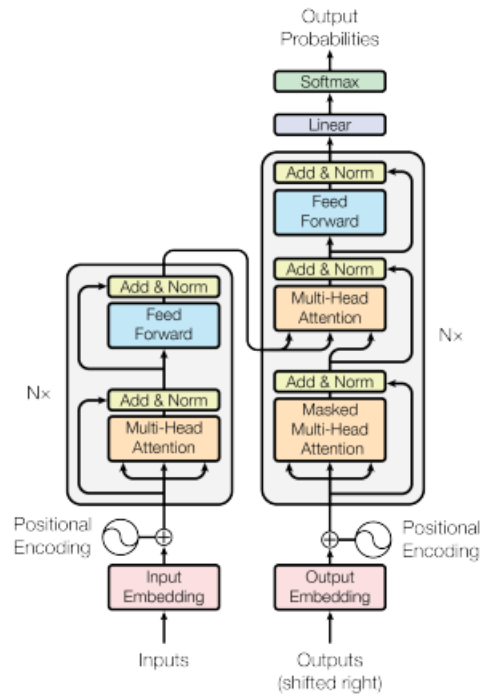 Output
Probabilities
Softmax
Linear
Add & Norm
Feed
Forward
Add & Norm
Multi-Head
Attention
Add & Norm
Masked
Multi-Head
Attention
Nx
Add & Norm
Feed
Forward
Add & Norm
Multi-Head
Attention
Nx
Positional
Encoding
Positional
Encoding
Input
Embedding
Output
Embedding
Inputs
Outputs
(shifted right)